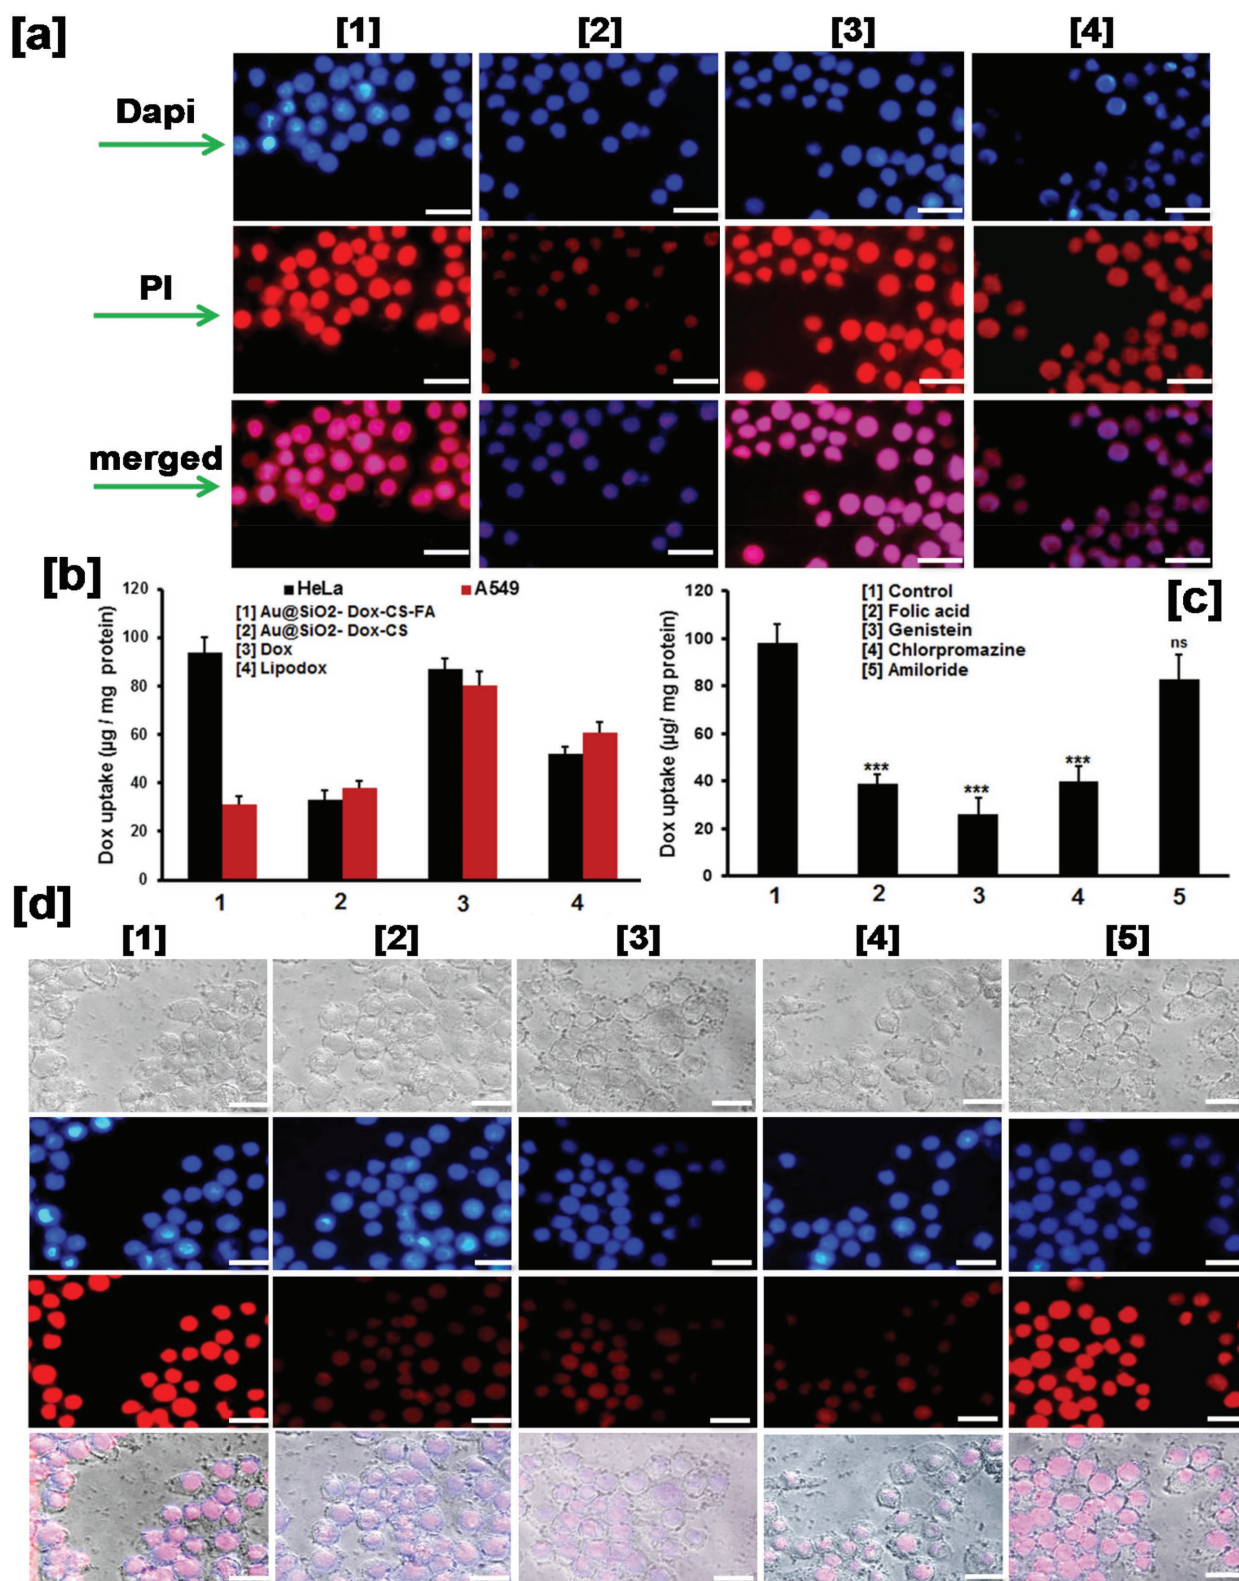 [a]
[1] [2] [3] [4]
Dapi
PI
merged
[b]
120
100
80
60
40
20
0
Dox uptake (µg / mg protein)
HeLa A549
[1] Au@SiO2- Dox-CS-FA
[2] Au@SiO2- Dox-CS
[3] Dox
[4] Lipodox
1 2 3 4
[c]
120
100
80
60
40
20
0
Dox uptake (µg/ mg protein)
[1] Control
[2] Folic acid
[3] Genistein
[4] Chlorpromazine
[5] Amiloride
***
***
***
ns
1 2 3 4 5
[d]
[1] [2] [3] [4] [5]